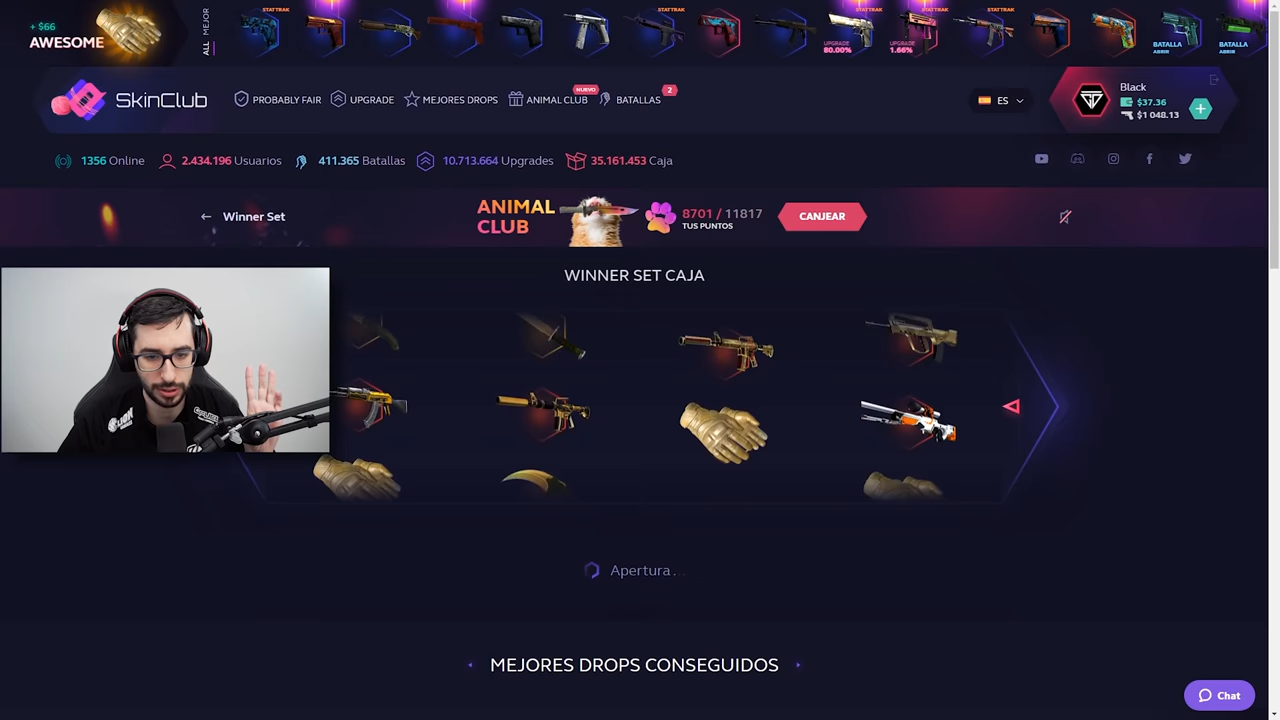 + $66
AWESOME
ALL MEJOR
STATTRAK
STATTRAK
STATTRAK
STATTRAK
STATTRAK
UPGRADE
80.00%
UPGRADE
1.66%
BATALLA
ABRIR
BATALLA
ABRIR
SkinClub
PROBABLY FAIR
UPGRADE
MEJORES DROPS
ANIMAL CLUB
NUEVO
BATALLAS
2
ES
Black
$37.36
$1 048.13
1356 Online
2.434.196 Usuarios
411.365 Batallas
10.713.664 Upgrades
35.161.453 Caja
Winner Set
ANIMAL
CLUB
8701 / 11817
TUS PUNTOS
CANJEAR
WINNER SET CAJA
Apertura...
MEJORES DROPS CONSEGUIDOS
Chat